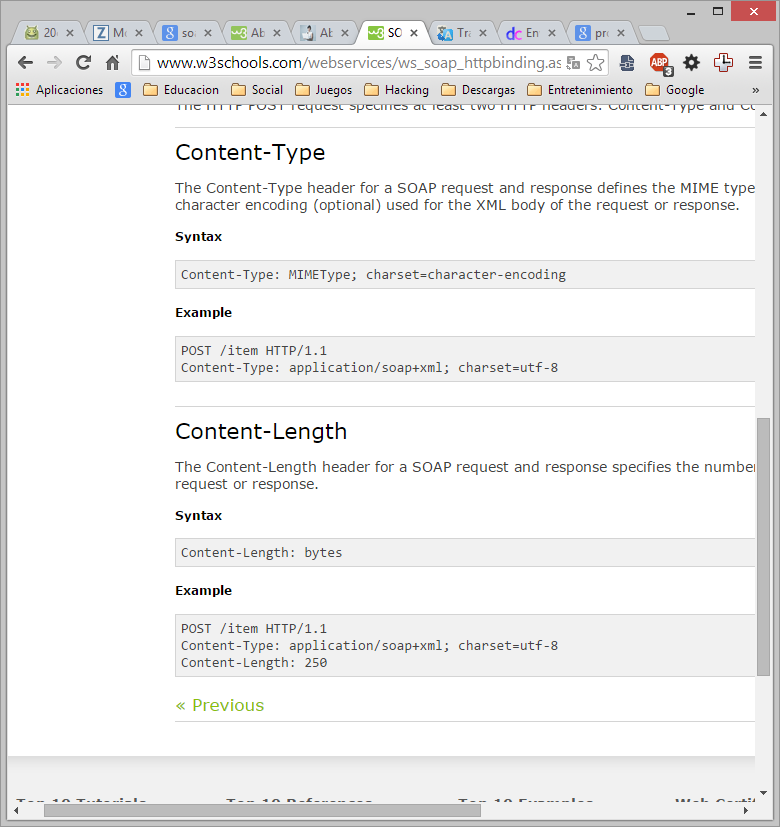 20
Mo
so
Ab
Ab
SO
Tra
En
pro
www.w3schools.com/webservices/ws_soap_httpbinding.as
ABP
3
Aplicaciones
Educacion
Social
Juegos
Hacking
Descargas
Entretenimiento
Google
»
The HTTP POST request specifies at least two HTTP headers: Content-Type and Co
Content-Type
The Content-Type header for a SOAP request and response defines the MIME type
character encoding (optional) used for the XML body of the request or response.
Syntax
Content-Type: MIMEType; charset=character-encoding
Example
POST /item HTTP/1.1
Content-Type: application/soap+xml; charset=utf-8
Content-Length
The Content-Length header for a SOAP request and response specifies the number
request or response.
Syntax
Content-Length: bytes
Example
POST /item HTTP/1.1
Content-Type: application/soap+xml; charset=utf-8
Content-Length: 250
« Previous
Top 10 Tutorials
Top 10 References
Top 10 Examples
Web Certif